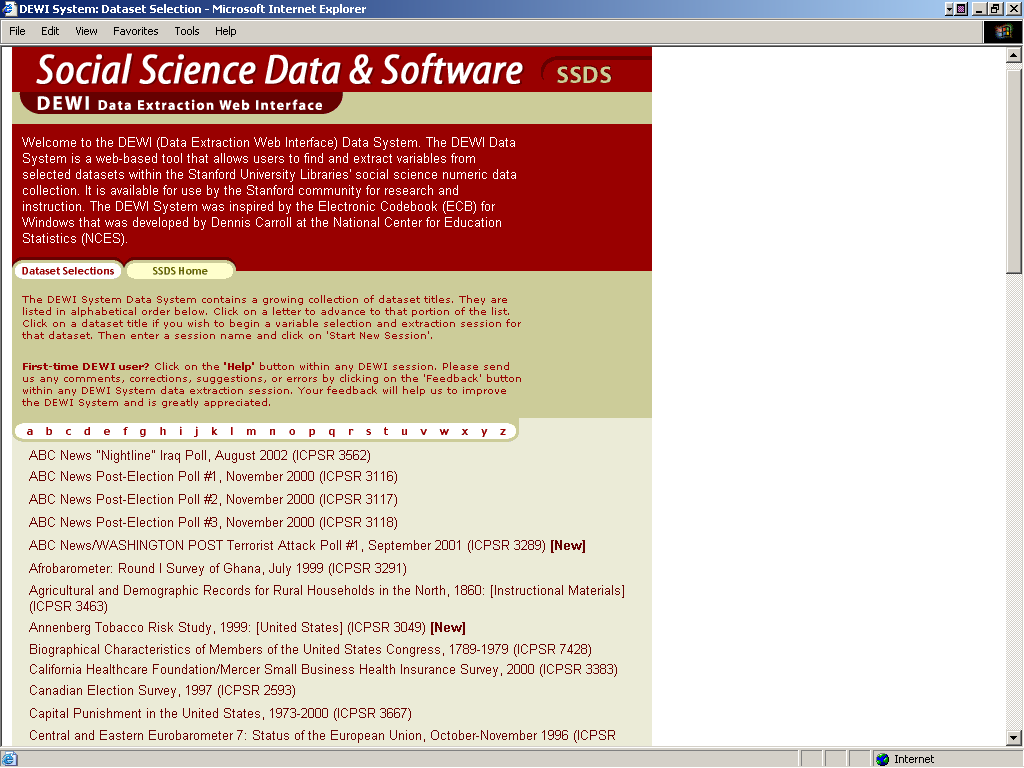 DEWI System: Dataset Selection - Microsoft Internet Explorer
File Edit View Favorites Tools Help
Social Science Data & Software SSDS
DEWI Data Extraction Web Interface
Welcome to the DEWI (Data Extraction Web Interface) Data System. The DEWI Data
System is a web-based tool that allows users to find and extract variables from
selected datasets within the Stanford University Libraries' social science numeric data
collection. It is available for use by the Stanford community for research and
instruction. The DEWI System was inspired by the Electronic Codebook (ECB) for
Windows that was developed by Dennis Carroll at the National Center for Education
Statistics (NCES).
Dataset Selections SSDS Home
The DEWI System Data System contains a growing collection of dataset titles. They are
listed in alphabetical order below. Click on a letter to advance to that portion of the list.
Click on a dataset title if you wish to begin a variable selection and extraction session for
that dataset. Then enter a session name and click on 'Start New Session'.
First-time DEWI user? Click on the 'Help' button within any DEWI session. Please send
us any comments, corrections, suggestions, or errors by clicking on the 'Feedback' button
within any DEWI System data extraction session. Your feedback will help us to improve
the DEWI System and is greatly appreciated.
a b c d e f g h i j k l m n o p q r s t u v w x y z
ABC News "Nightline" Iraq Poll, August 2002 (ICPSR 3562)
ABC News Post-Election Poll #1, November 2000 (ICPSR 3116)
ABC News Post-Election Poll #2, November 2000 (ICPSR 3117)
ABC News Post-Election Poll #3, November 2000 (ICPSR 3118)
ABC News/WASHINGTON POST Terrorist Attack Poll #1, September 2001 (ICPSR 3289) [New]
Afrobarometer: Round I Survey of Ghana, July 1999 (ICPSR 3291)
Agricultural and Demographic Records for Rural Households in the North, 1860: [Instructional Materials]
(ICPSR 3463)
Annenberg Tobacco Risk Study, 1999: [United States] (ICPSR 3049) [New]
Biographical Characteristics of Members of the United States Congress, 1789-1979 (ICPSR 7428)
California Healthcare Foundation/Mercer Small Business Health Insurance Survey, 2000 (ICPSR 3383)
Canadian Election Survey, 1997 (ICPSR 2593)
Capital Punishment in the United States, 1973-2000 (ICPSR 3667)
Central and Eastern Eurobarometer 7: Status of the European Union, October-November 1996 (ICPSR
Internet